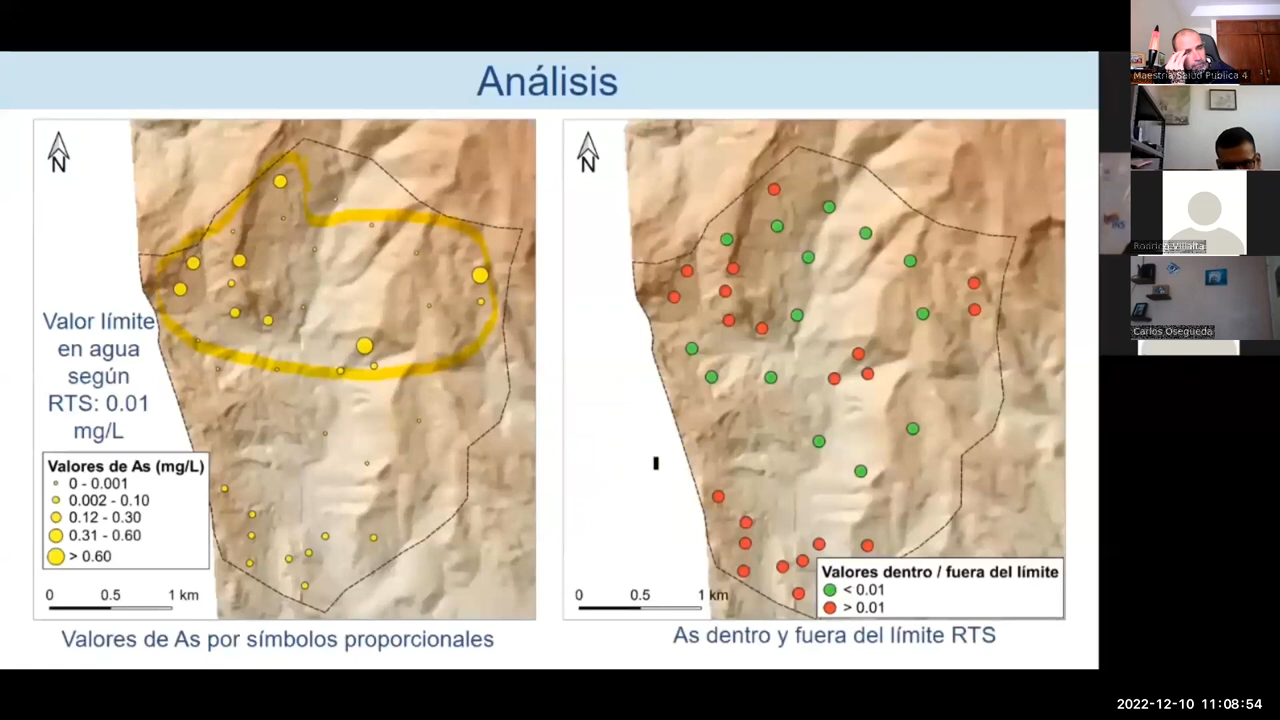 Análisis
N
Valor límite
en agua
según
RTS: 0.01
mg/L
Valores de As (mg/L)
0 - 0.001
0.002 - 0.10
0.12 - 0.30
0.31 - 0.60
> 0.60
0 0.5 1 km
Valores de As por símbolos proporcionales
N
Valores dentro / fuera del límite
< 0.01
> 0.01
0 0.5 1 km
As dentro y fuera del límite RTS
Maestría Salud Publica 4
Rodrigo Villalta
Carlos Osegueda
2022-12-10 11:08:54